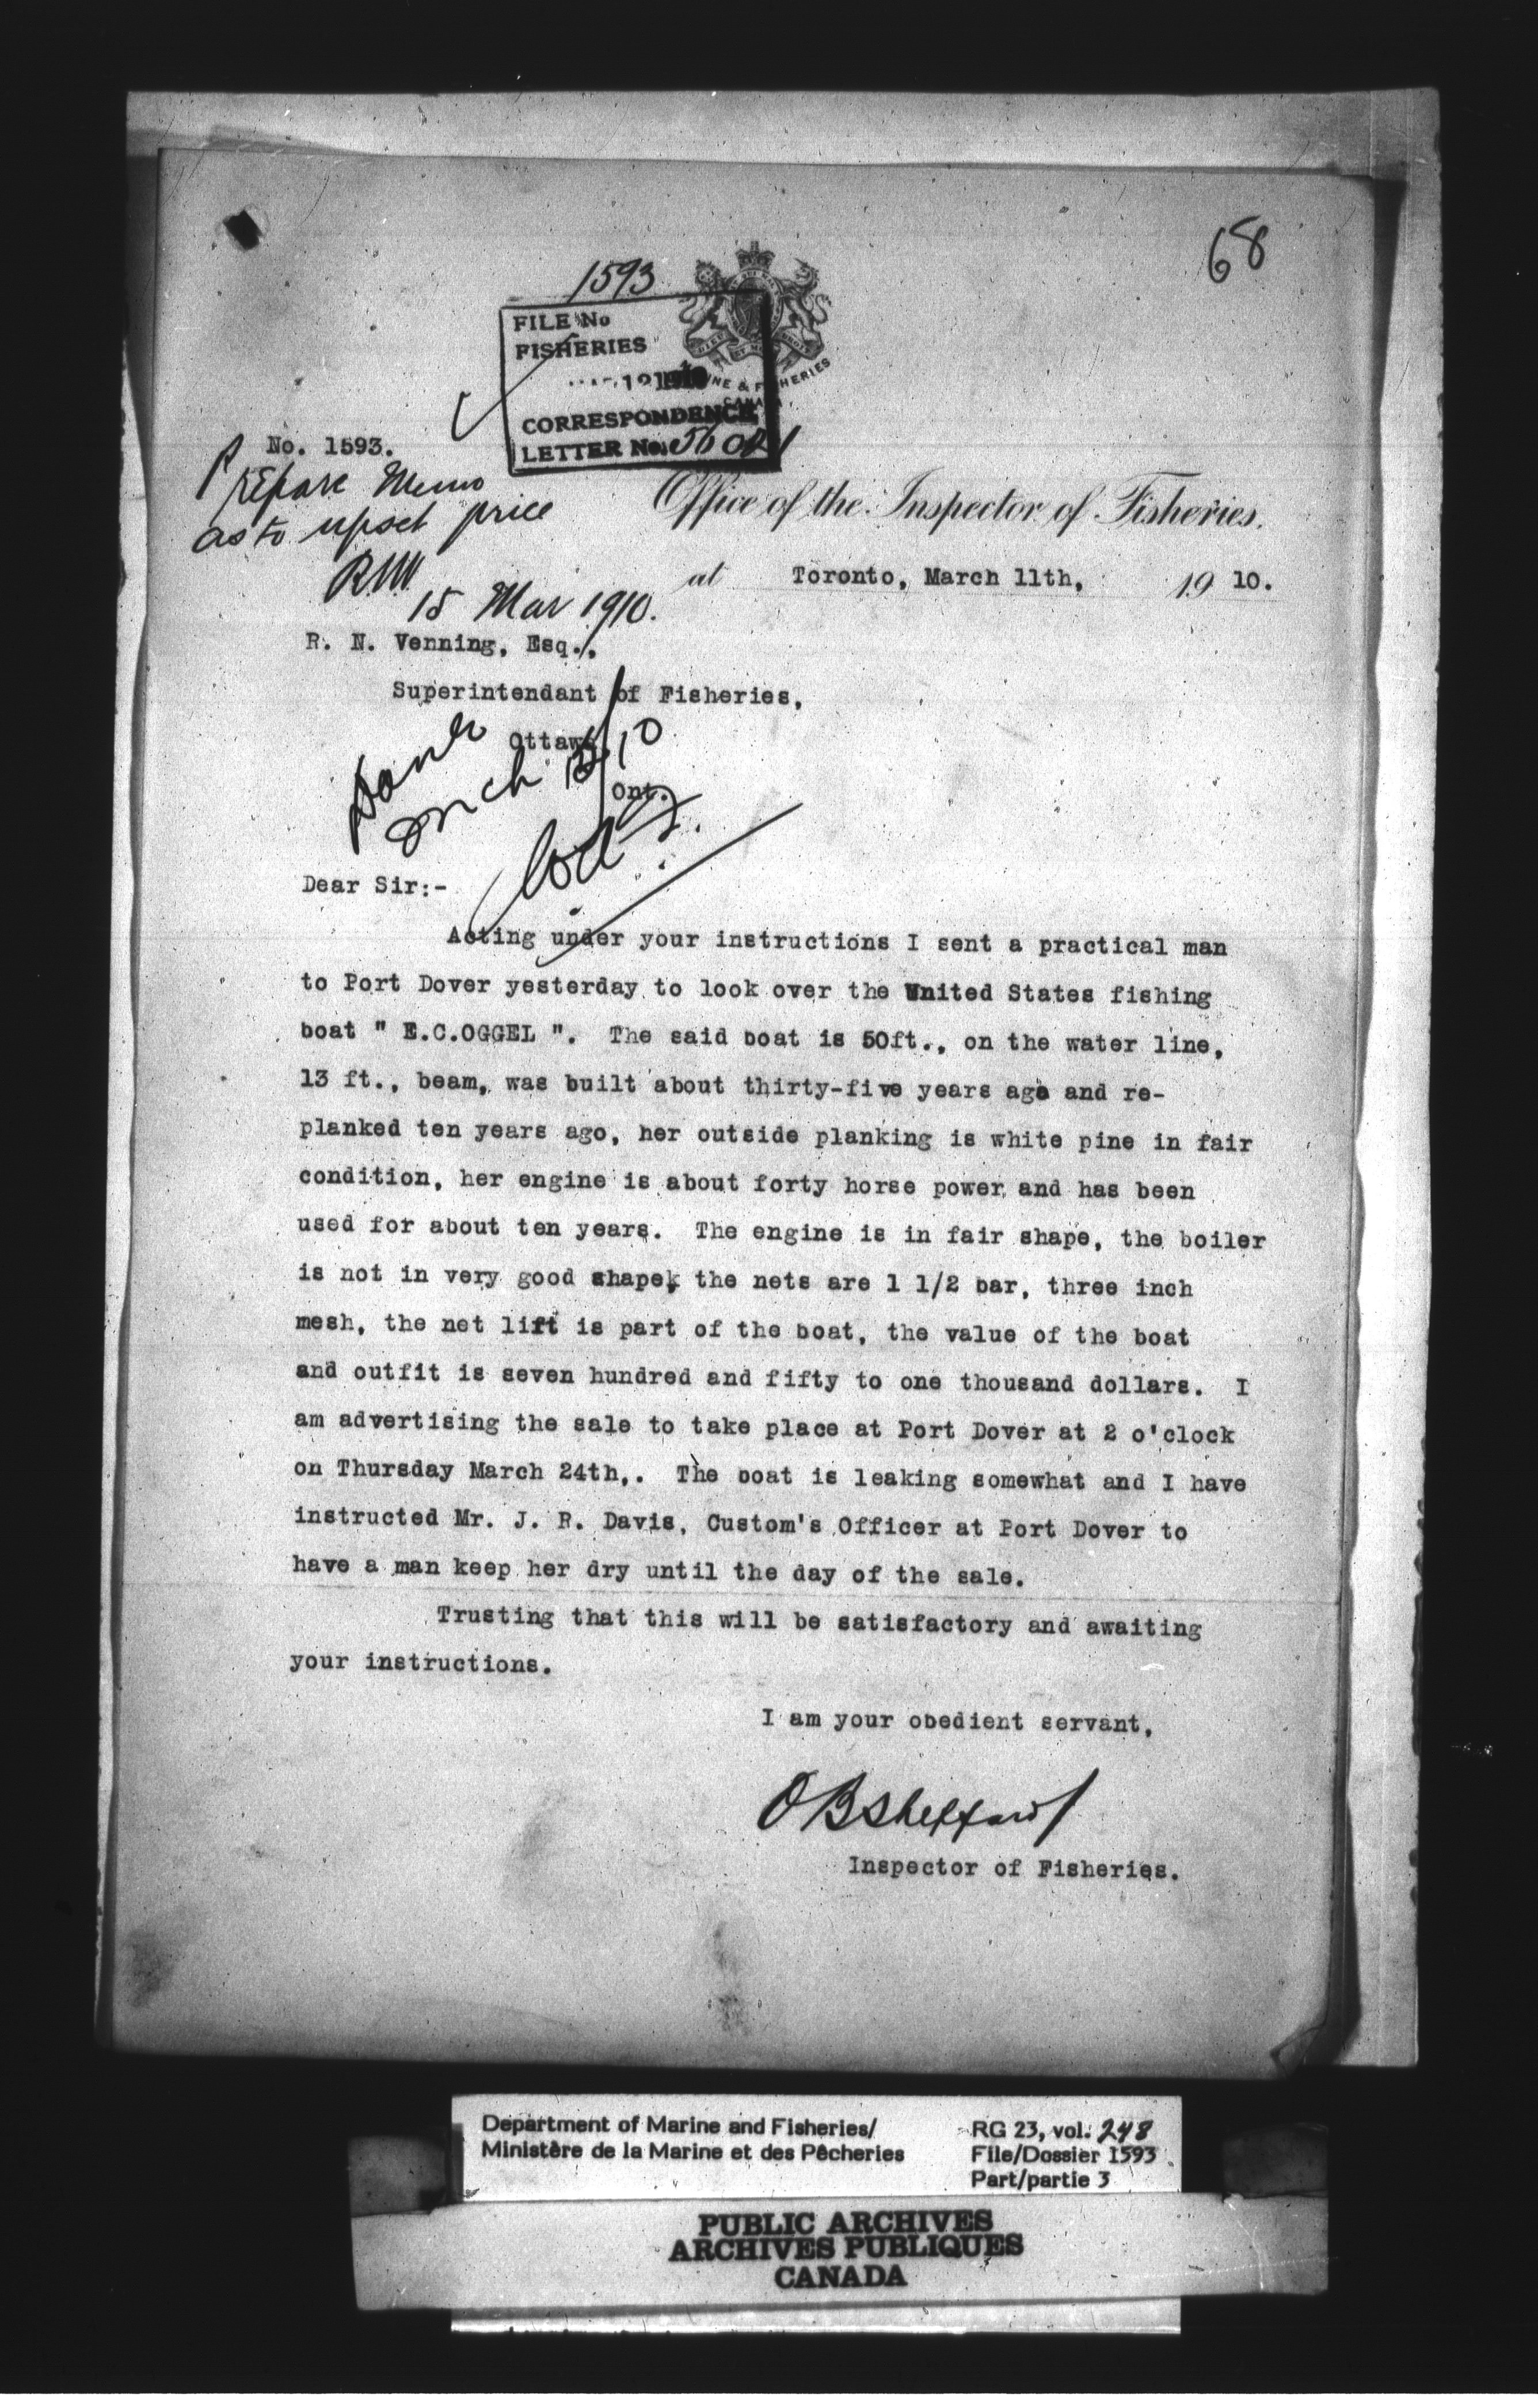 68
1593
FILE No
FISHERIES
12 1910
MARINE & FISHERIES
CANADA
CORRESPONDENCE
LETTER No.
No. 1593.
Prepare Memo
as to upset price
15 Mar 1910.
Office of the Inspector of Fisheries.
at Toronto, March 11th, 1910.
R. N. Venning, Esq.,
Superintendant of Fisheries,
Ottawa
Ont.
Done
Dear Sir:-
Acting under your instructions I sent a practical man
to Port Dover yesterday to look over the United States fishing
boat " E.C.OGGEL ". The said boat is 50ft., on the water line,
13 ft., beam, was built about thirty-five years ago and re-
planked ten years ago, her outside planking is white pine in fair
condition, her engine is about forty horse power and has been
used for about ten years. The engine is in fair shape, the boiler
is not in very good shape, the nets are 1 1/2 bar, three inch
mesh, the net lift is part of the boat, the value of the boat
and outfit is seven hundred and fifty to one thousand dollars. I
am advertising the sale to take place at Port Dover at 2 o'clock
on Thursday March 24th,. The boat is leaking somewhat and I have
instructed Mr. J. R. Davis, Custom's Officer at Port Dover to
have a man keep her dry until the day of the sale.
Trusting that this will be satisfactory and awaiting
your instructions.
I am your obedient servant,
O B Sheppard
Inspector of Fisheries.
Department of Marine and Fisheries/ RG 23, vol. 248
Ministère de la Marine et des Pêcheries File/Dossier 1593
Part/partie 3
PUBLIC ARCHIVES
ARCHIVES PUBLIQUES
CANADA